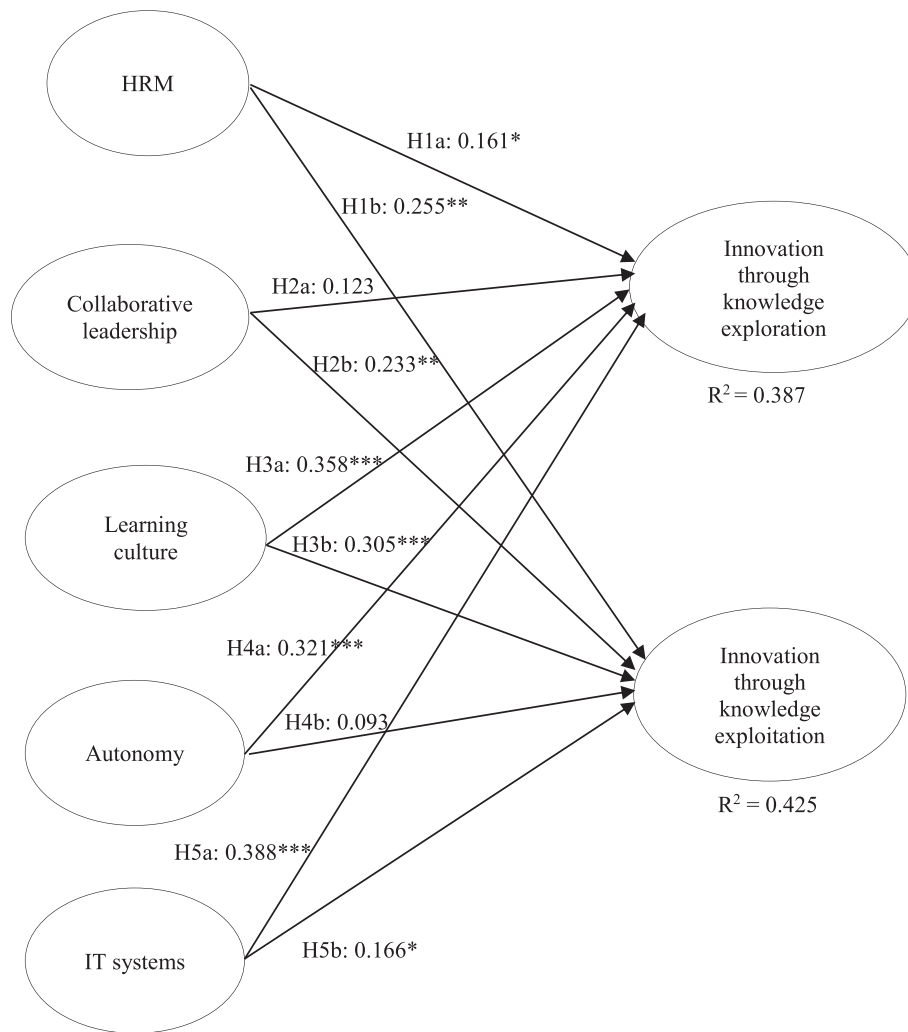 HRM
H1a: 0.161*
H1b: 0.255**
Innovation
through
knowledge
exploration
R² = 0.387
Collaborative
leadership
H2a: 0.123
H2b: 0.233**
Learning
culture
H3a: 0.358***
H3b: 0.305***
Autonomy
H4a: 0.321***
H4b: 0.093
Innovation
through
knowledge
exploitation
R² = 0.425
IT systems
H5a: 0.388***
H5b: 0.166*